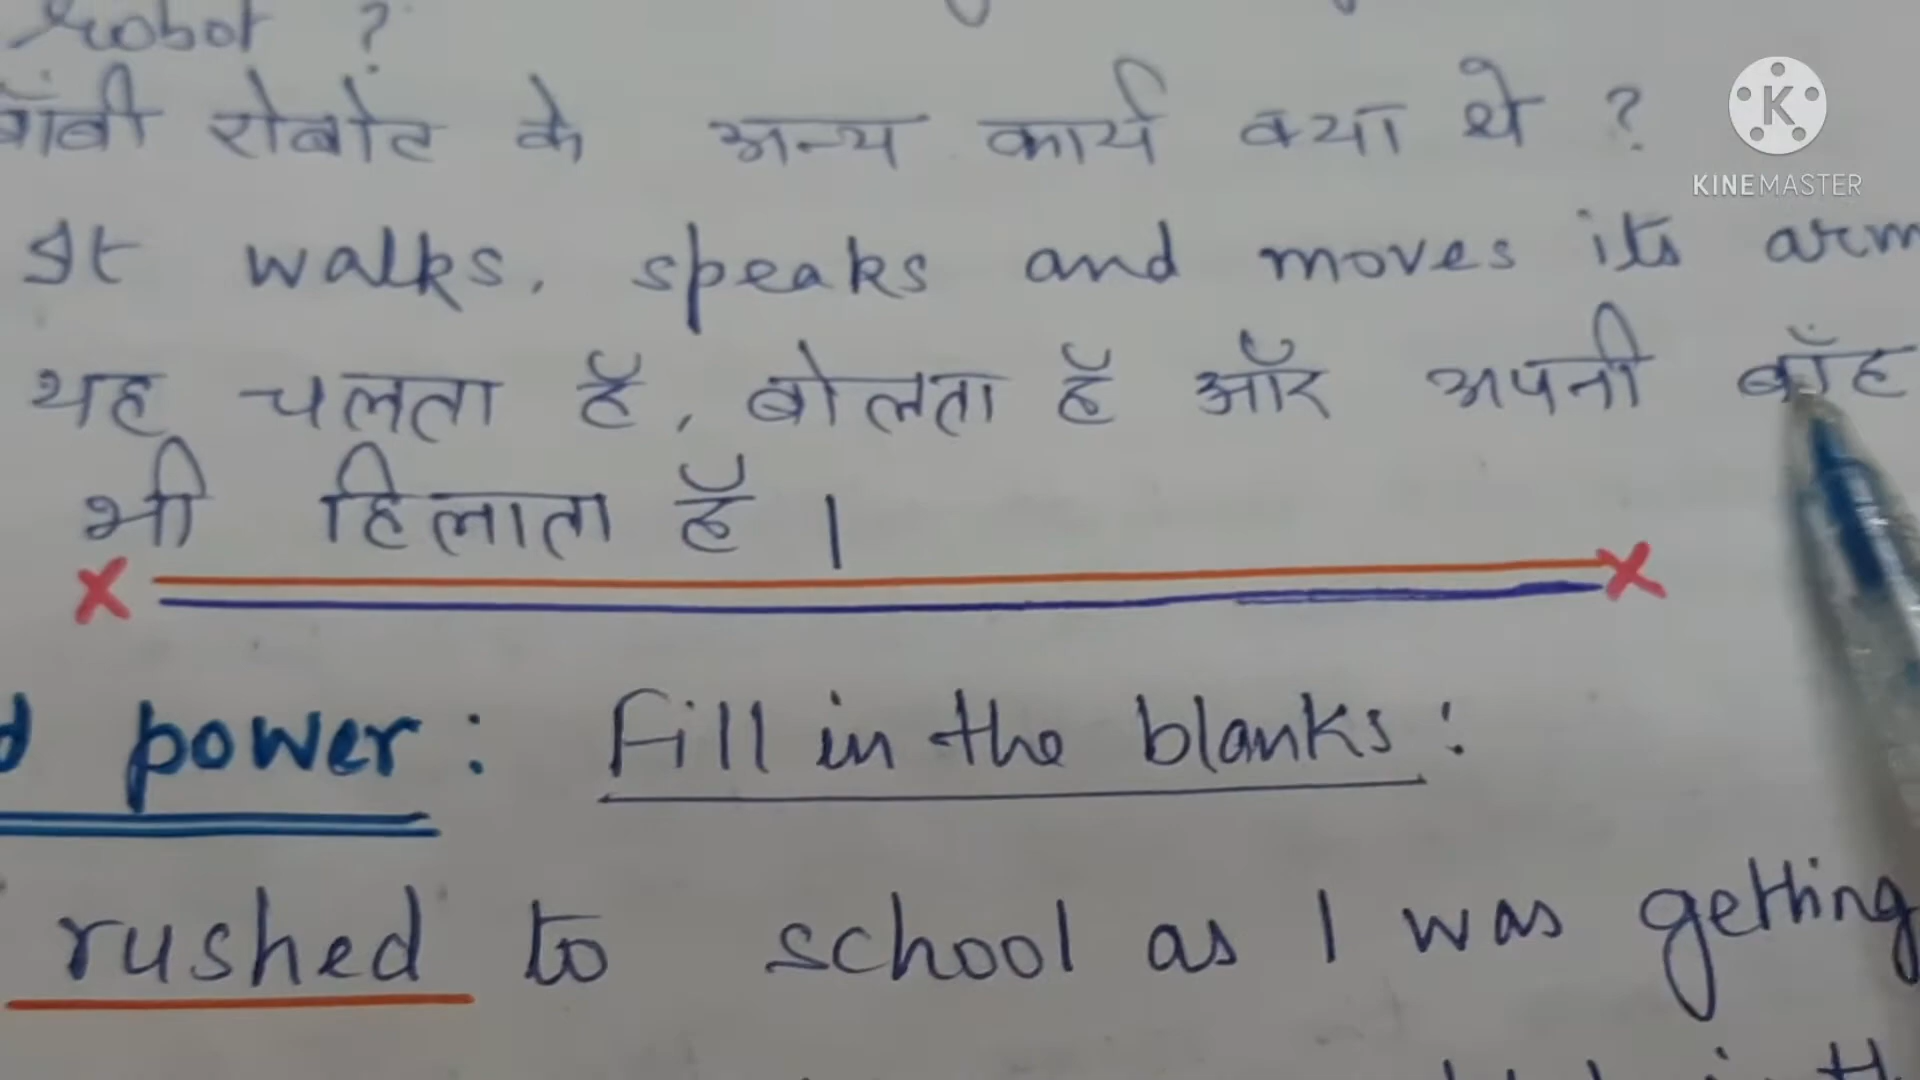 robot ?
बॉबी रोबोट के अन्य कार्य क्या थे ?
It walks, speaks and moves its arm
यह चलता है, बोलता है और अपनी बाँह
भी हिलाता है ।
power : Fill in the blanks :
rushed to school as I was getting
KINEMASTER